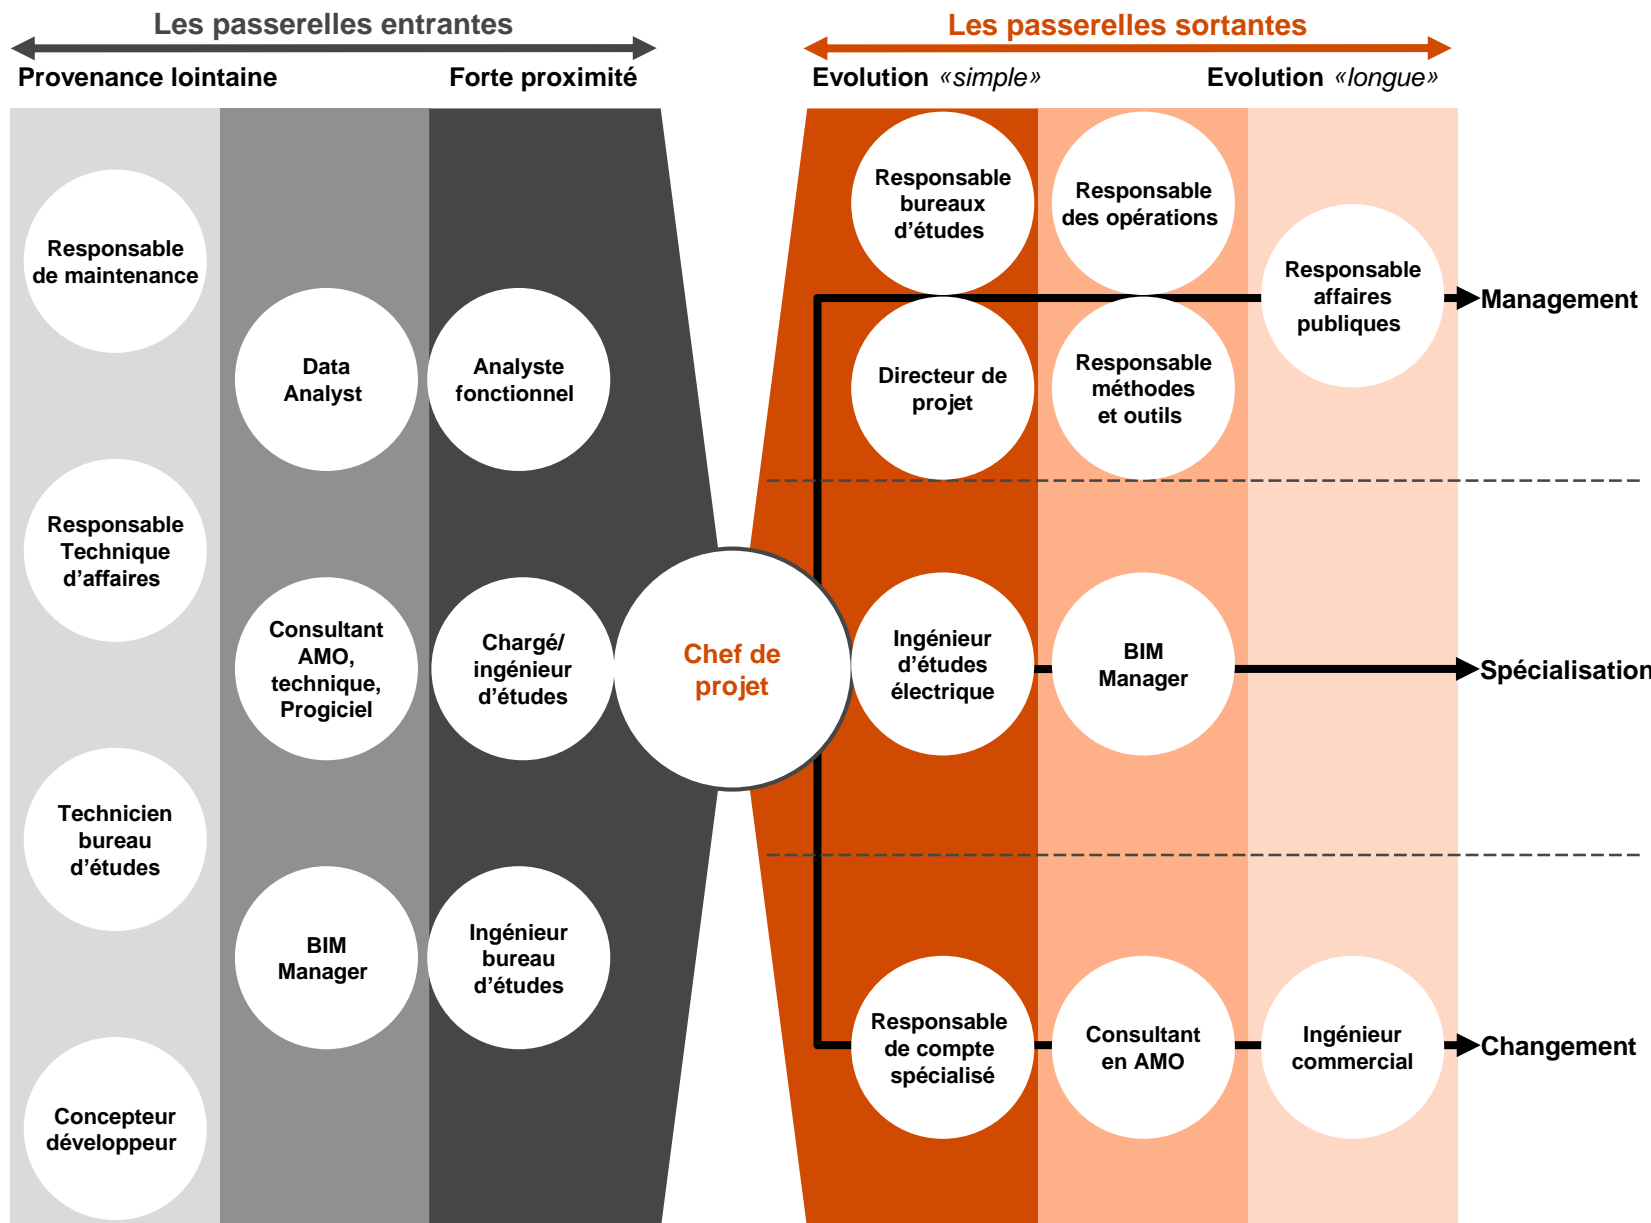 Les passerelles entrantes
Provenance lointaine
Forte proximité
Responsable
de maintenance
Responsable
Technique
d’affaires
Technicien
bureau
d’études
Concepteur
développeur
Data
Analyst
Consultant
AMO,
technique,
Progiciel
BIM
Manager
Analyste
fonctionnel
Chargé/
ingénieur
d’études
Ingénieur
bureau
d’études
Chef de
projet
Les passerelles sortantes
Evolution «simple»
Evolution «longue»
Responsable
bureaux
d’études
Responsable
des opérations
Directeur de
projet
Responsable
méthodes
et outils
Responsable
affaires
publiques
Management
Ingénieur
d’études
électrique
BIM
Manager
Spécialisation
Responsable
de compte
spécialisé
Consultant
en AMO
Ingénieur
commercial
Changement